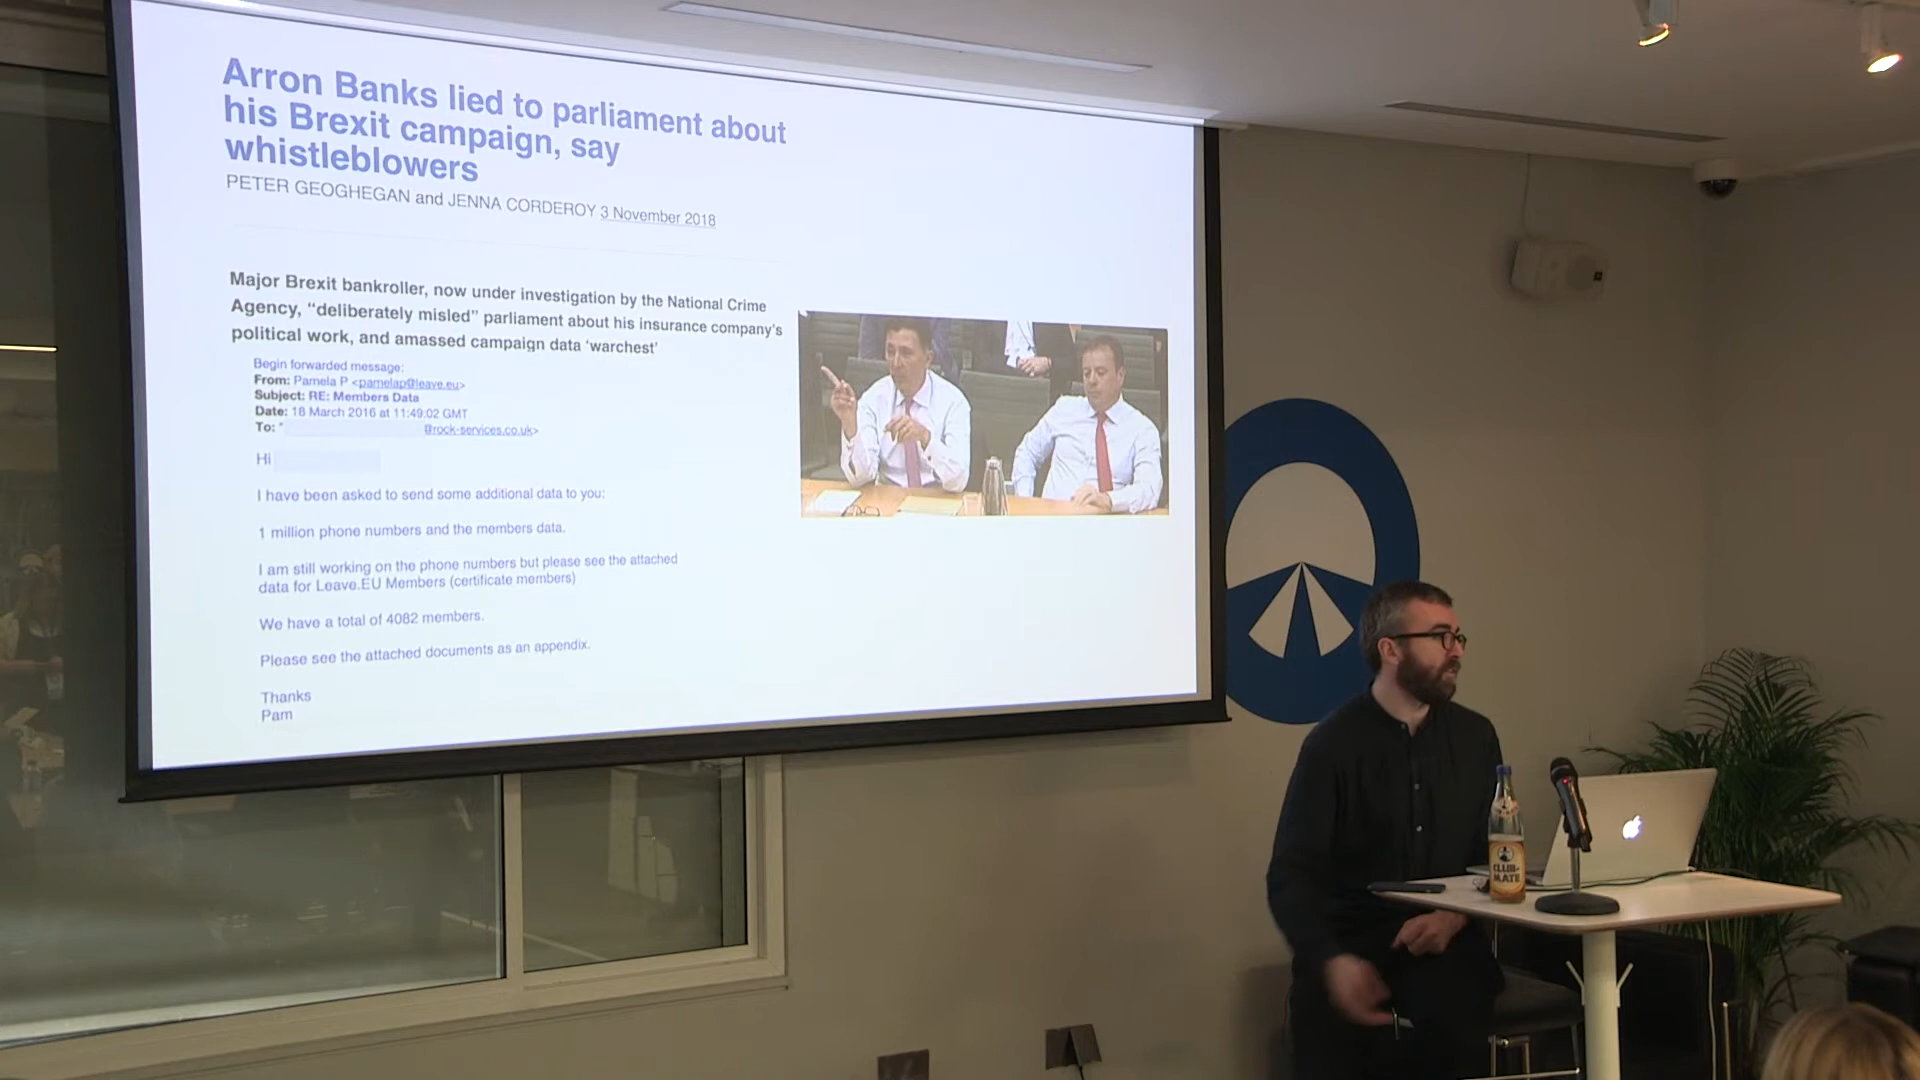 Arron Banks lied to parliament about
his Brexit campaign, say
whistleblowers
PETER GEOGHEGAN and JENNA CORDEROY 3 November 2018
Major Brexit bankroller, now under investigation by the National Crime
Agency, “deliberately misled” parliament about his insurance company's
political work, and amassed campaign data ‘warchest’
Begin forwarded message:
From: Pamela P <pamelap@leave.eu>
Subject: RE: Members Data
Date: 18 March 2016 at 11:49:02 GMT
To: " @rock-services.co.uk>
Hi
I have been asked to send some additional data to you:
1 million phone numbers and the members data.
I am still working on the phone numbers but please see the attached
data for Leave.EU Members (certificate members)
We have a total of 4082 members.
Please see the attached documents as an appendix.
Thanks
Pam
CLUB-
MATE